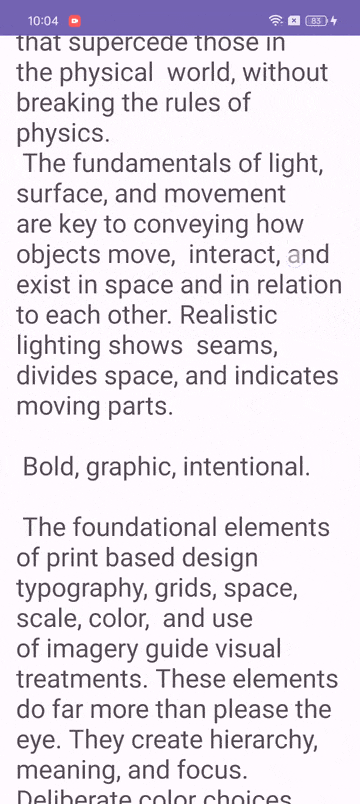 10:04
83
that supercede those in
the physical  world, without
breaking the rules of
physics.
 The fundamentals of light,
surface, and movement
are key to conveying how
objects move,  interact, and
exist in space and in relation
to each other. Realistic
lighting shows  seams,
divides space, and indicates
moving parts.
 Bold, graphic, intentional.
 The foundational elements
of print based design
typography, grids, space,
scale, color,  and use
of imagery guide visual
treatments. These elements
do far more than please the
eye. They create hierarchy,
meaning, and focus.
Deliberate color choices